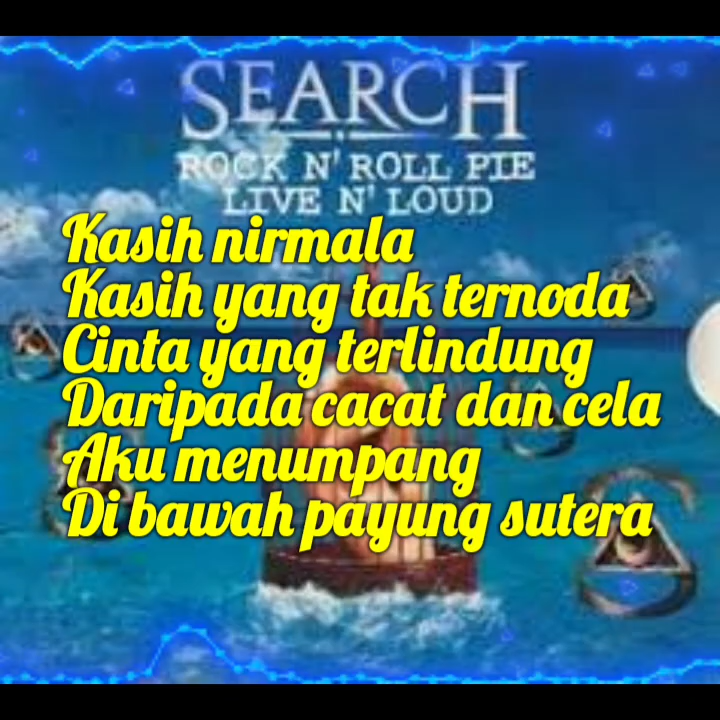 SEARCH
ROCK N' ROLL PIE
LIVE N' LOUD
Kasih nirmala
Kasih yang tak ternoda
Cinta yang terlindung
Daripada cacat dan cela
Aku menumpang
Di bawah payung sutera